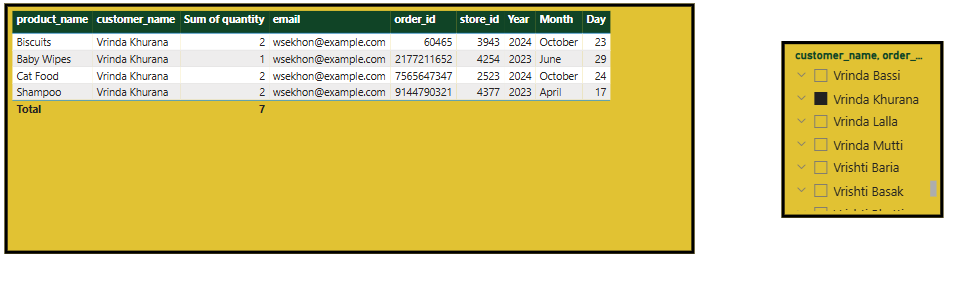 product_name customer_name Sum of quantity email order_id store_id Year Month Day
Biscuits Vrinda Khurana 2 wsekhon@example.com 60465 3943 2024 October 23
Baby Wipes Vrinda Khurana 1 wsekhon@example.com 2177211652 4254 2023 June 29
Cat Food Vrinda Khurana 2 wsekhon@example.com 7565647347 2523 2024 October 24
Shampoo Vrinda Khurana 2 wsekhon@example.com 9144790321 4377 2023 April 17
Total 7
customer_name, order_...
Vrinda Bassi
Vrinda Khurana
Vrinda Lalla
Vrinda Mutti
Vrishti Baria
Vrishti Basak